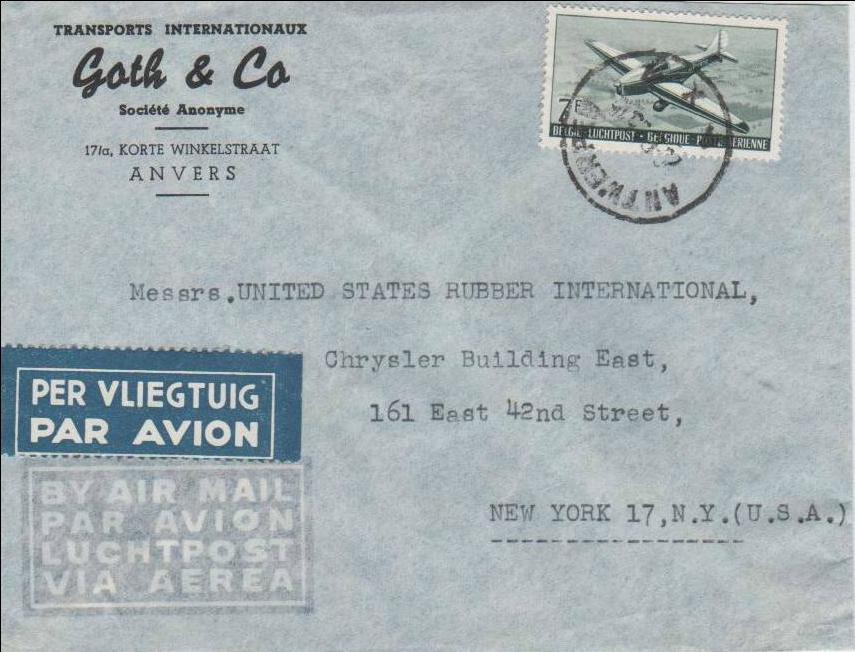 TRANSPORTS INTERNATIONAUX
Goth & Co
Société Anonyme
17/a, KORTE WINKELSTRAAT
ANVERS
7 F
BELGIE-LUCHTPOST - BELGIQUE-POSTE AERIENNE
ANTWERPEN
Messrs.UNITED STATES RUBBER INTERNATIONAL,
Chrysler Building East,
161 East 42nd Street,
NEW YORK 17,N.Y.(U.S.A.)
PER VLIEGTUIG
PAR AVION
BY AIR MAIL
PAR AVION
LUCHTPOST
VIA AEREA